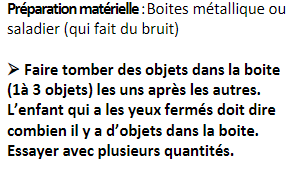 Préparation matérielle : Boites métallique ou
saladier (qui fait du bruit)
➢ Faire tomber des objets dans la boite
(1à 3 objets) les uns après les autres.
L’enfant qui a les yeux fermés doit dire
combien il y a d’objets dans la boite.
Essayer avec plusieurs quantités.